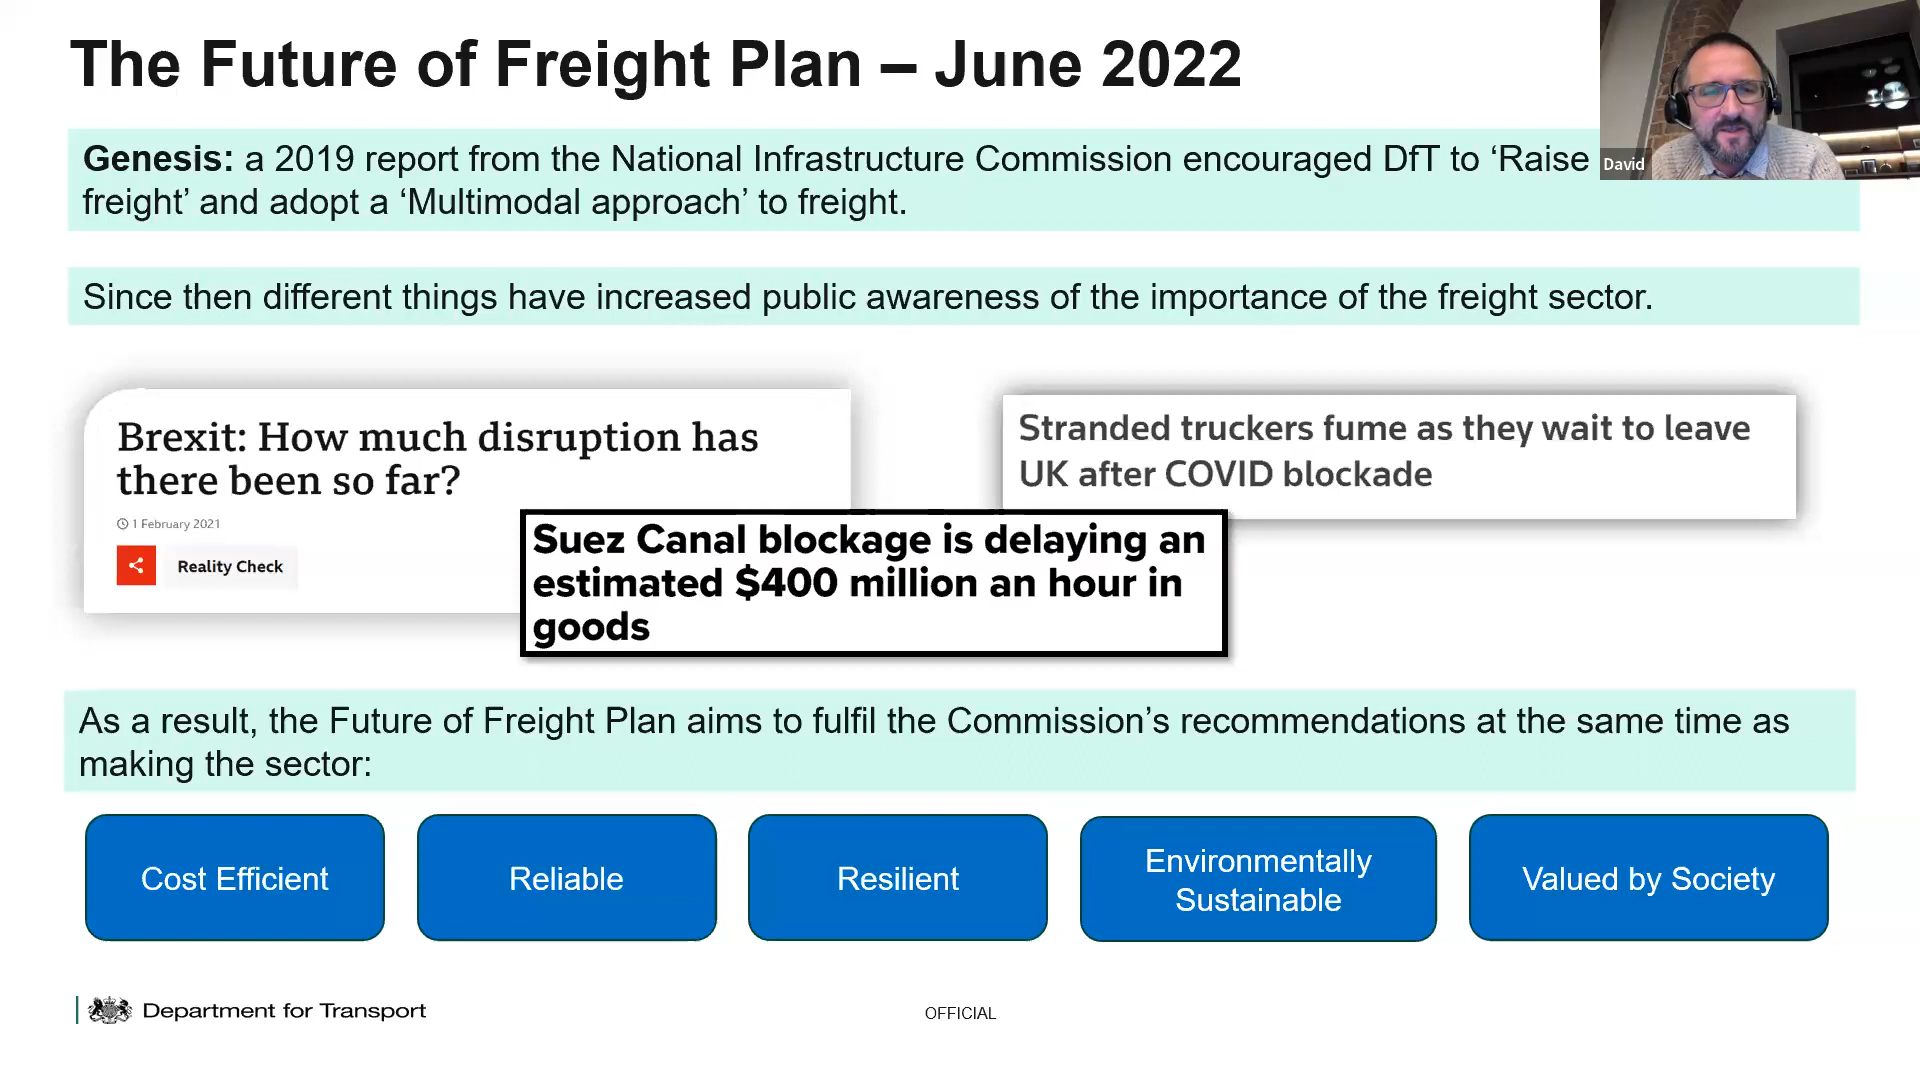 The Future of Freight Plan – June 2022
David
Genesis: a 2019 report from the National Infrastructure Commission encouraged DfT to ‘Raise
freight’ and adopt a ‘Multimodal approach’ to freight.
Since then different things have increased public awareness of the importance of the freight sector.
Brexit: How much disruption has
there been so far?
1 February 2021
Reality Check
Stranded truckers fume as they wait to leave
UK after COVID blockade
Suez Canal blockage is delaying an
estimated $400 million an hour in
goods
As a result, the Future of Freight Plan aims to fulfil the Commission’s recommendations at the same time as
making the sector:
Cost Efficient
Reliable
Resilient
Environmentally
Sustainable
Valued by Society
Department for Transport
OFFICIAL